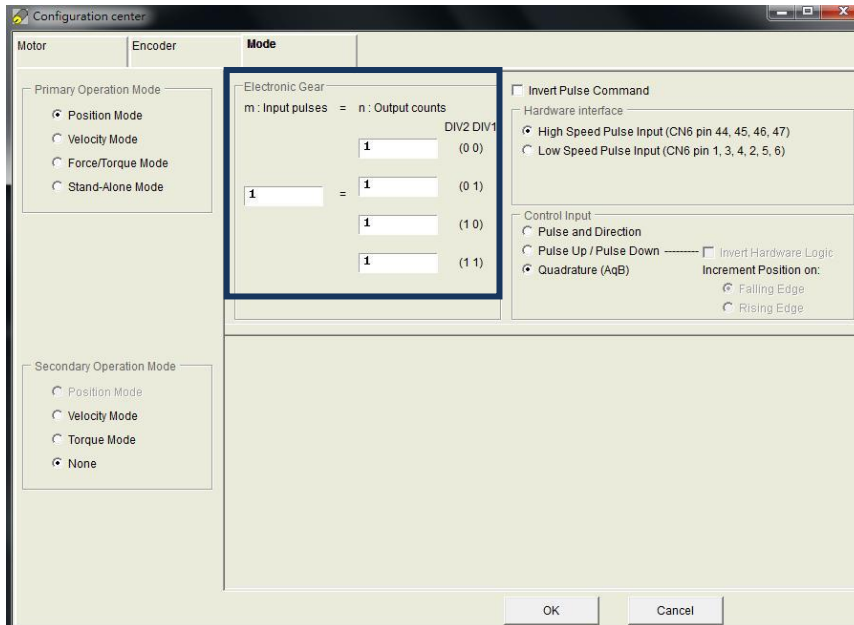 Configuration center
Motor
Encoder
Mode
Primary Operation Mode
Position Mode
Velocity Mode
Force/Torque Mode
Stand-Alone Mode
Electronic Gear
m : Input pulses = n : Output counts
DIV2 DIV1
1 (0 0)
1 = 1 (0 1)
1 (1 0)
1 (1 1)
Invert Pulse Command
Hardware interface
High Speed Pulse Input (CN6 pin 44, 45, 46, 47)
Low Speed Pulse Input (CN6 pin 1, 3, 4, 2, 5, 6)
Control Input
Pulse and Direction
Pulse Up / Pulse Down -------- Invert Hardware Logic
Quadrature (AqB) Increment Position on:
Falling Edge
Rising Edge
Secondary Operation Mode
Position Mode
Velocity Mode
Torque Mode
None
OK
Cancel